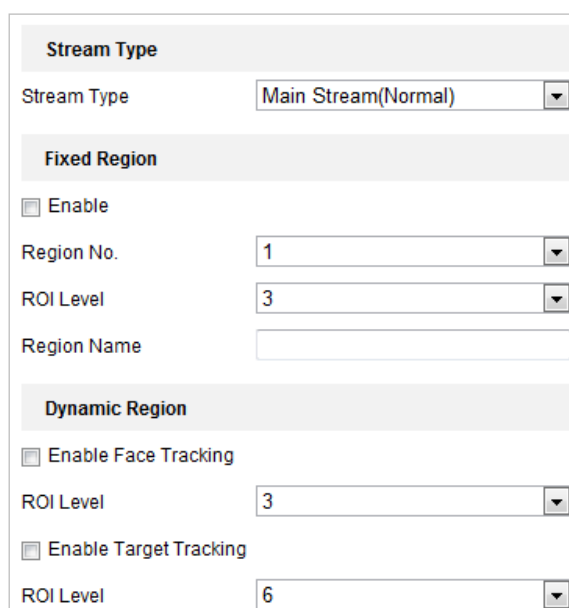 Stream Type
Stream Type Main Stream(Normal)
Fixed Region
Enable
Region No. 1
ROI Level 3
Region Name
Dynamic Region
Enable Face Tracking
ROI Level 3
Enable Target Tracking
ROI Level 6